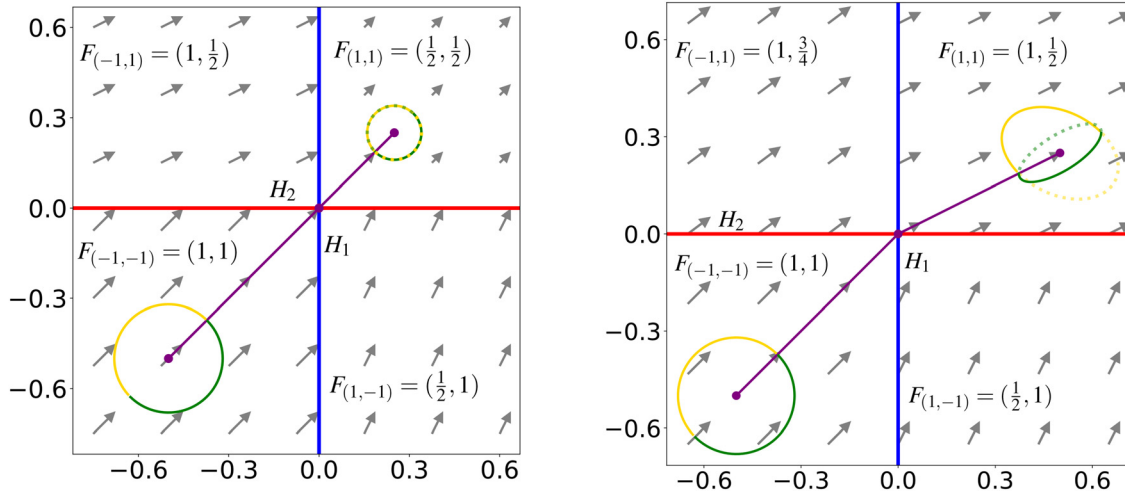 0.6
F(−1,1) = (1, 1/2)
F(1,1) = (1/2, 1/2)
0.3
H2
0.0
H1
F(−1,−1) = (1, 1)
−0.3
−0.6
F(1,−1) = (1/2, 1)
−0.6 −0.3 0.0 0.3 0.6
0.6
F(−1,1) = (1, 3/4)
F(1,1) = (1, 1/2)
0.3
H2
0.0
H1
F(−1,−1) = (1, 1)
−0.3
−0.6
F(1,−1) = (1/2, 1)
−0.6 −0.3 0.0 0.3 0.6